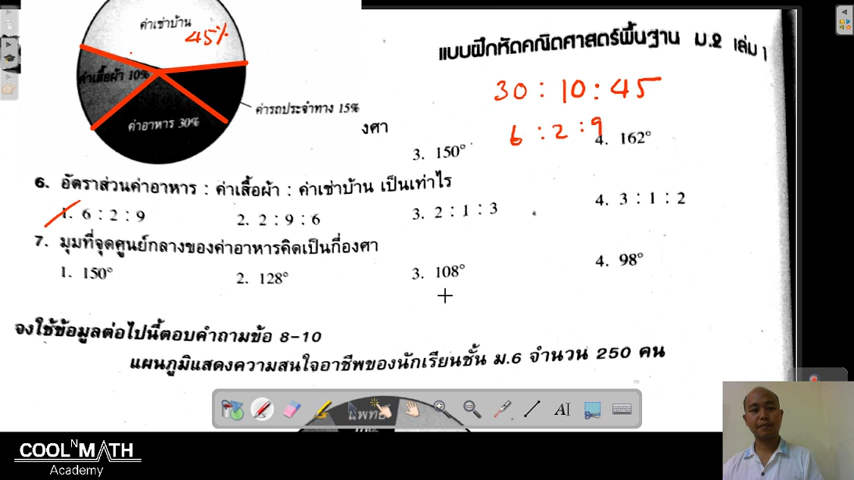 ค่าเช่าบ้าน
45%
แบบฝึกหัดคณิตศาสตร์พื้นฐาน ม.2 เล่ม 1
ค่าเสื้อผ้า 10%
30 : 10 : 45
ค่ารถประจำทาง 15%
ค่าอาหาร 30%
งศา
6 : 2 : 9
3. 150° 4. 162°
6. อัตราส่วนค่าอาหาร : ค่าเสื้อผ้า : ค่าเช่าบ้าน เป็นเท่าไร
1. 6 : 2 : 9 2. 2 : 9 : 6 3. 2 : 1 : 3 4. 3 : 1 : 2
7. มุมที่จุดศูนย์กลางของค่าอาหารคิดเป็นกี่องศา
1. 150° 2. 128° 3. 108° 4. 98°
จงใช้ข้อมูลต่อไปนี้ตอบคำถามข้อ 8-10
แผนภูมิแสดงความสนใจอาชีพของนักเรียนชั้น ม.6 จำนวน 250 คน
แพทย์
AI
COOL N MATH
Academy